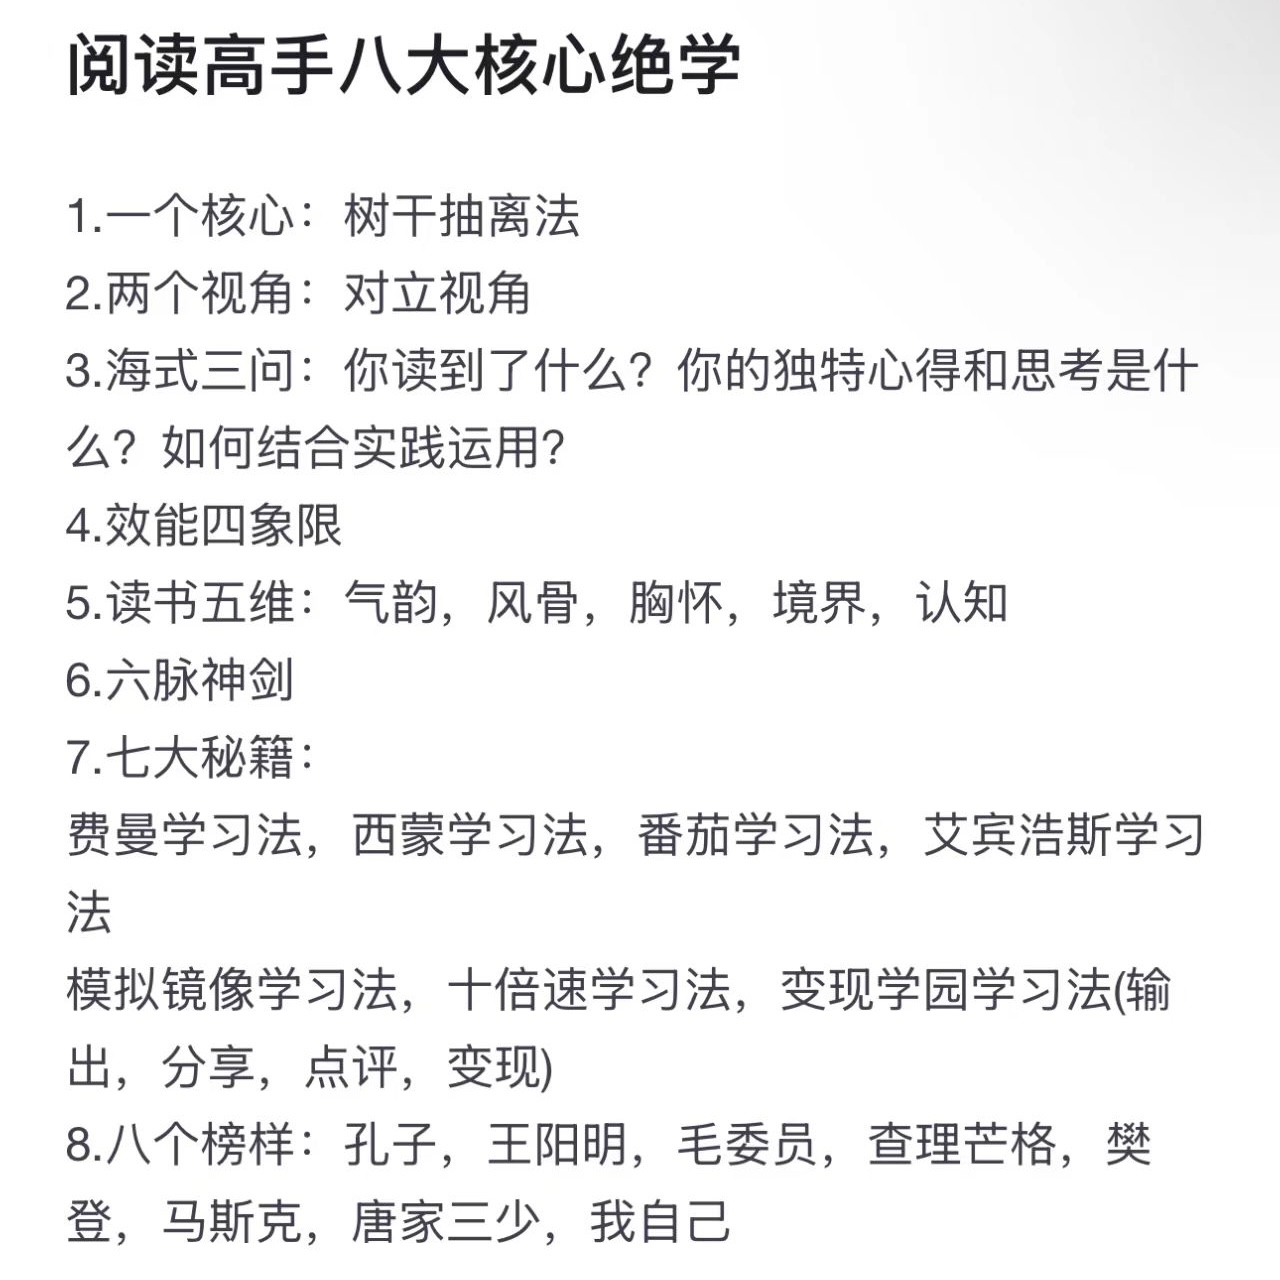 阅读高手八大核心绝学
1.一个核心：树干抽离法
2.两个视角：对立视角
3.海式三问：你读到了什么？你的独特心得和思考是什
么？如何结合实践运用？
4.效能四象限
5.读书五维：气韵，风骨，胸怀，境界，认知
6.六脉神剑
7.七大秘籍：
费曼学习法，西蒙学习法，番茄学习法，艾宾浩斯学习
法
模拟镜像学习法，十倍速学习法，变现学园学习法(输
出，分享，点评，变现)
8.八个榜样：孔子，王阳明，毛委员，查理芒格，樊
登，马斯克，唐家三少，我自己